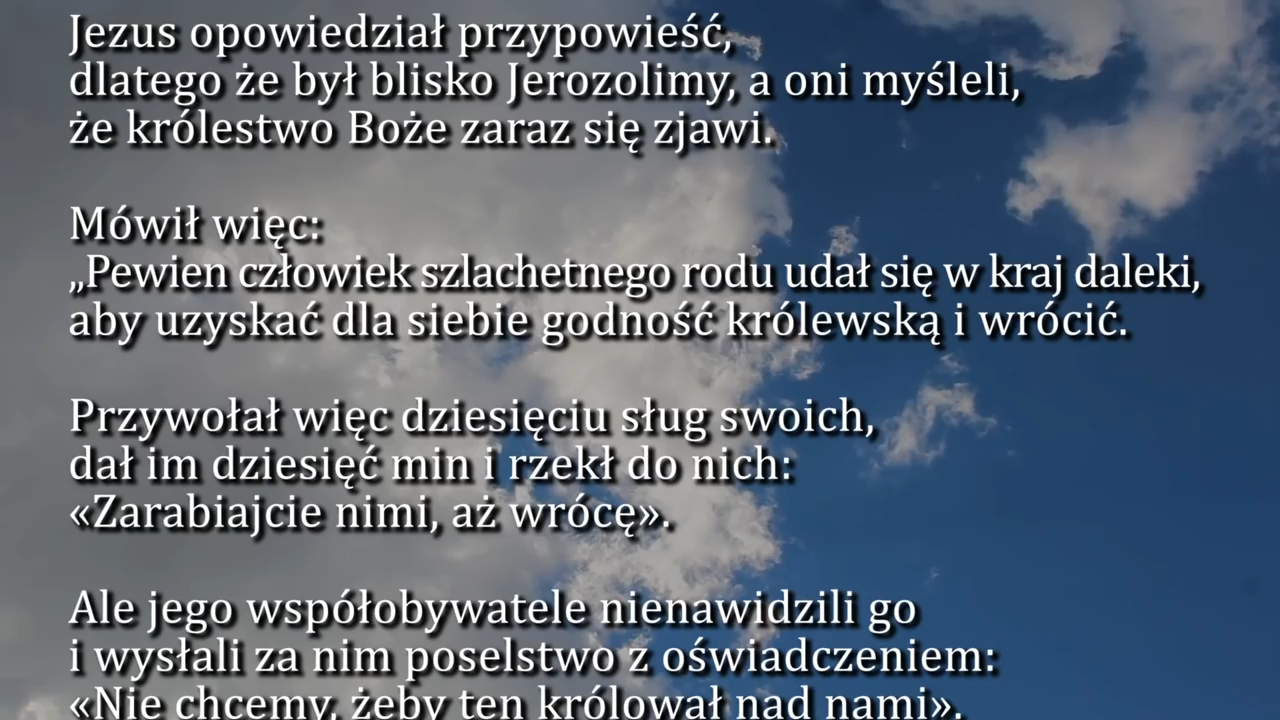 Jezus opowiedział przypowieść,
dlatego że był blisko Jerozolimy, a oni myśleli,
że królestwo Boże zaraz się zjawi.
Mówił więc:
„Pewien człowiek szlachetnego rodu udał się w kraj daleki,
aby uzyskać dla siebie godność królewską i wrócić.
Przywołał więc dziesięciu sług swoich,
dał im dziesięć min i rzekł do nich:
«Zarabiajcie nimi, aż wrócę».
Ale jego współobywatele nienawidzili go
i wysłali za nim poselstwo z oświadczeniem:
«Nie chcemy, żeby ten królował nad nami».